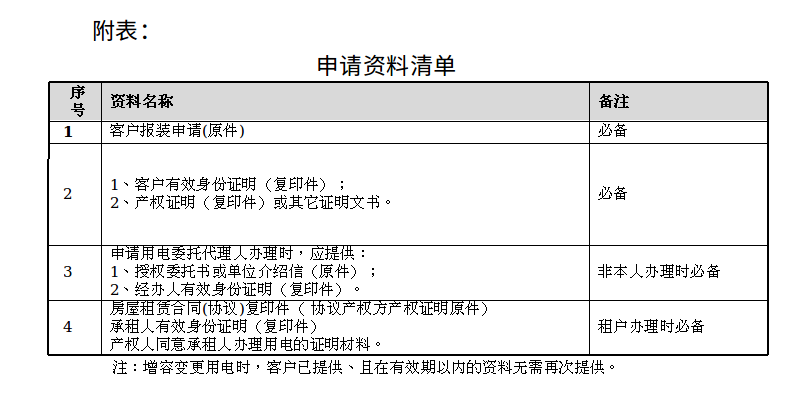 附表：
申请资料清单
序号 资料名称 备注
1 客户报装申请(原件) 必备
2 1、客户有效身份证明（复印件）； 必备
2、产权证明（复印件）或其它证明文书。
3 申请用电委托代理人办理时，应提供： 非本人办理时必备
1、授权委托书或单位介绍信（原件）；
2、经办人有效身份证明（复印件）。
4 房屋租赁合同(协议)复印件（ 协议产权方产权证明原件） 租户办理时必备
承租人有效身份证明（复印件）
产权人同意承租人办理用电的证明材料。
注：增容变更用电时，客户已提供、且在有效期以内的资料无需再次提供。